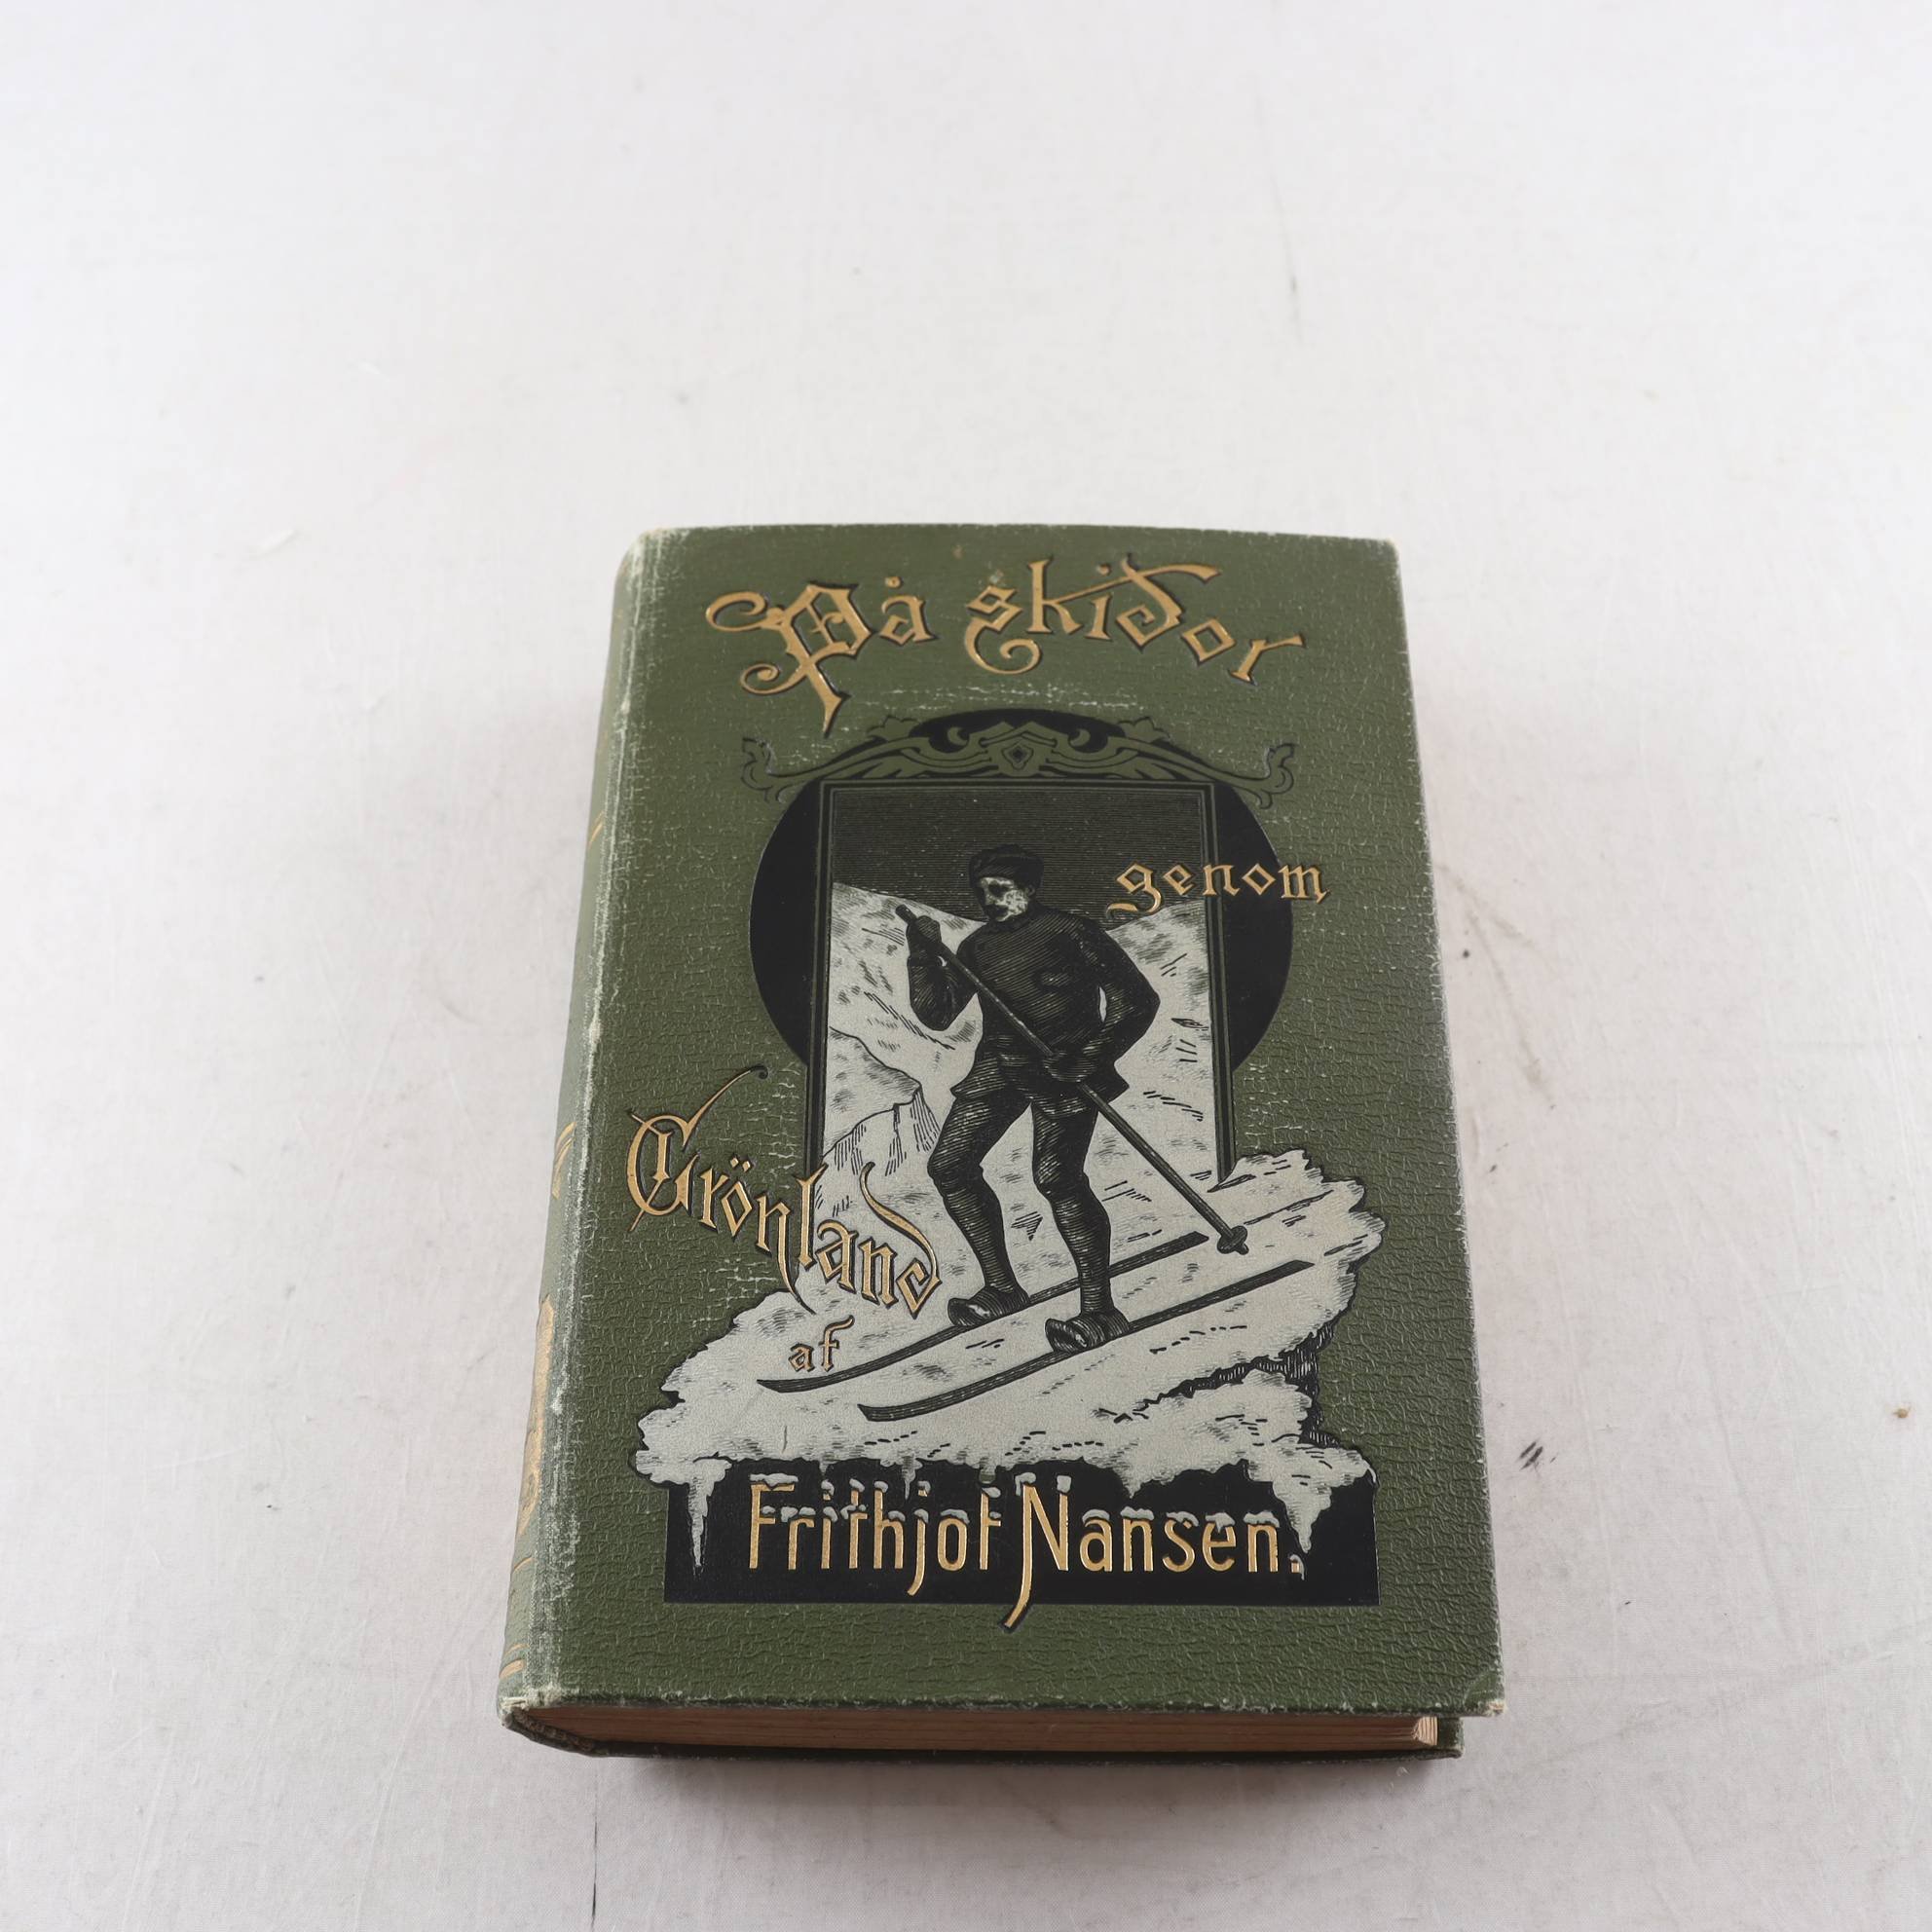 På skidor
genom
Grönland
af
Frithjof Nansen.